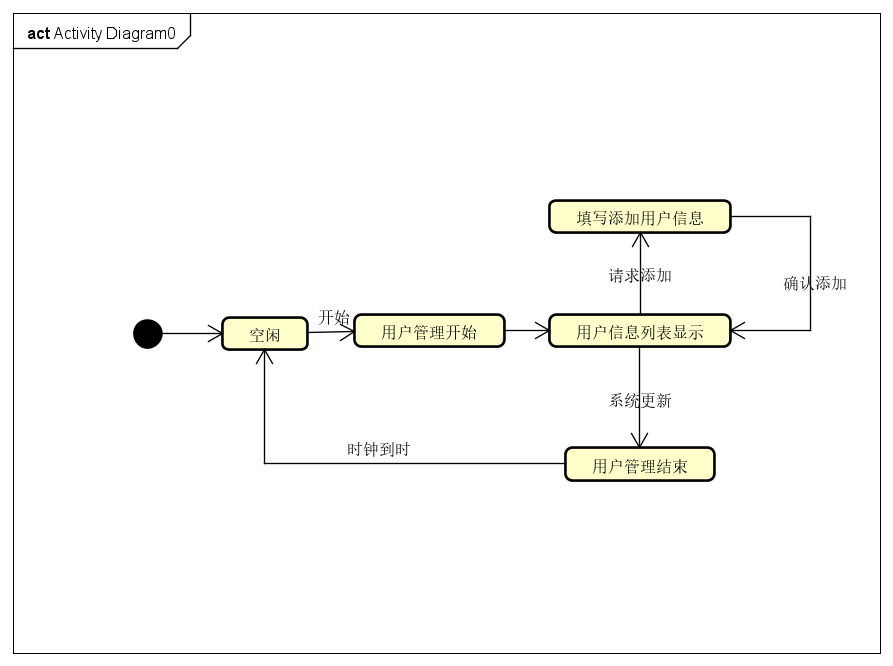 act Activity Diagram0
填写添加用户信息
请求添加
确认添加
开始
空闲
用户管理开始
用户信息列表显示
系统更新
时钟到时
用户管理结束